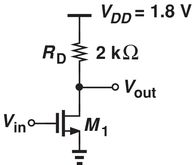 V_DD = 1.8 V
R_D 2 kΩ
V_out
V_in M_1